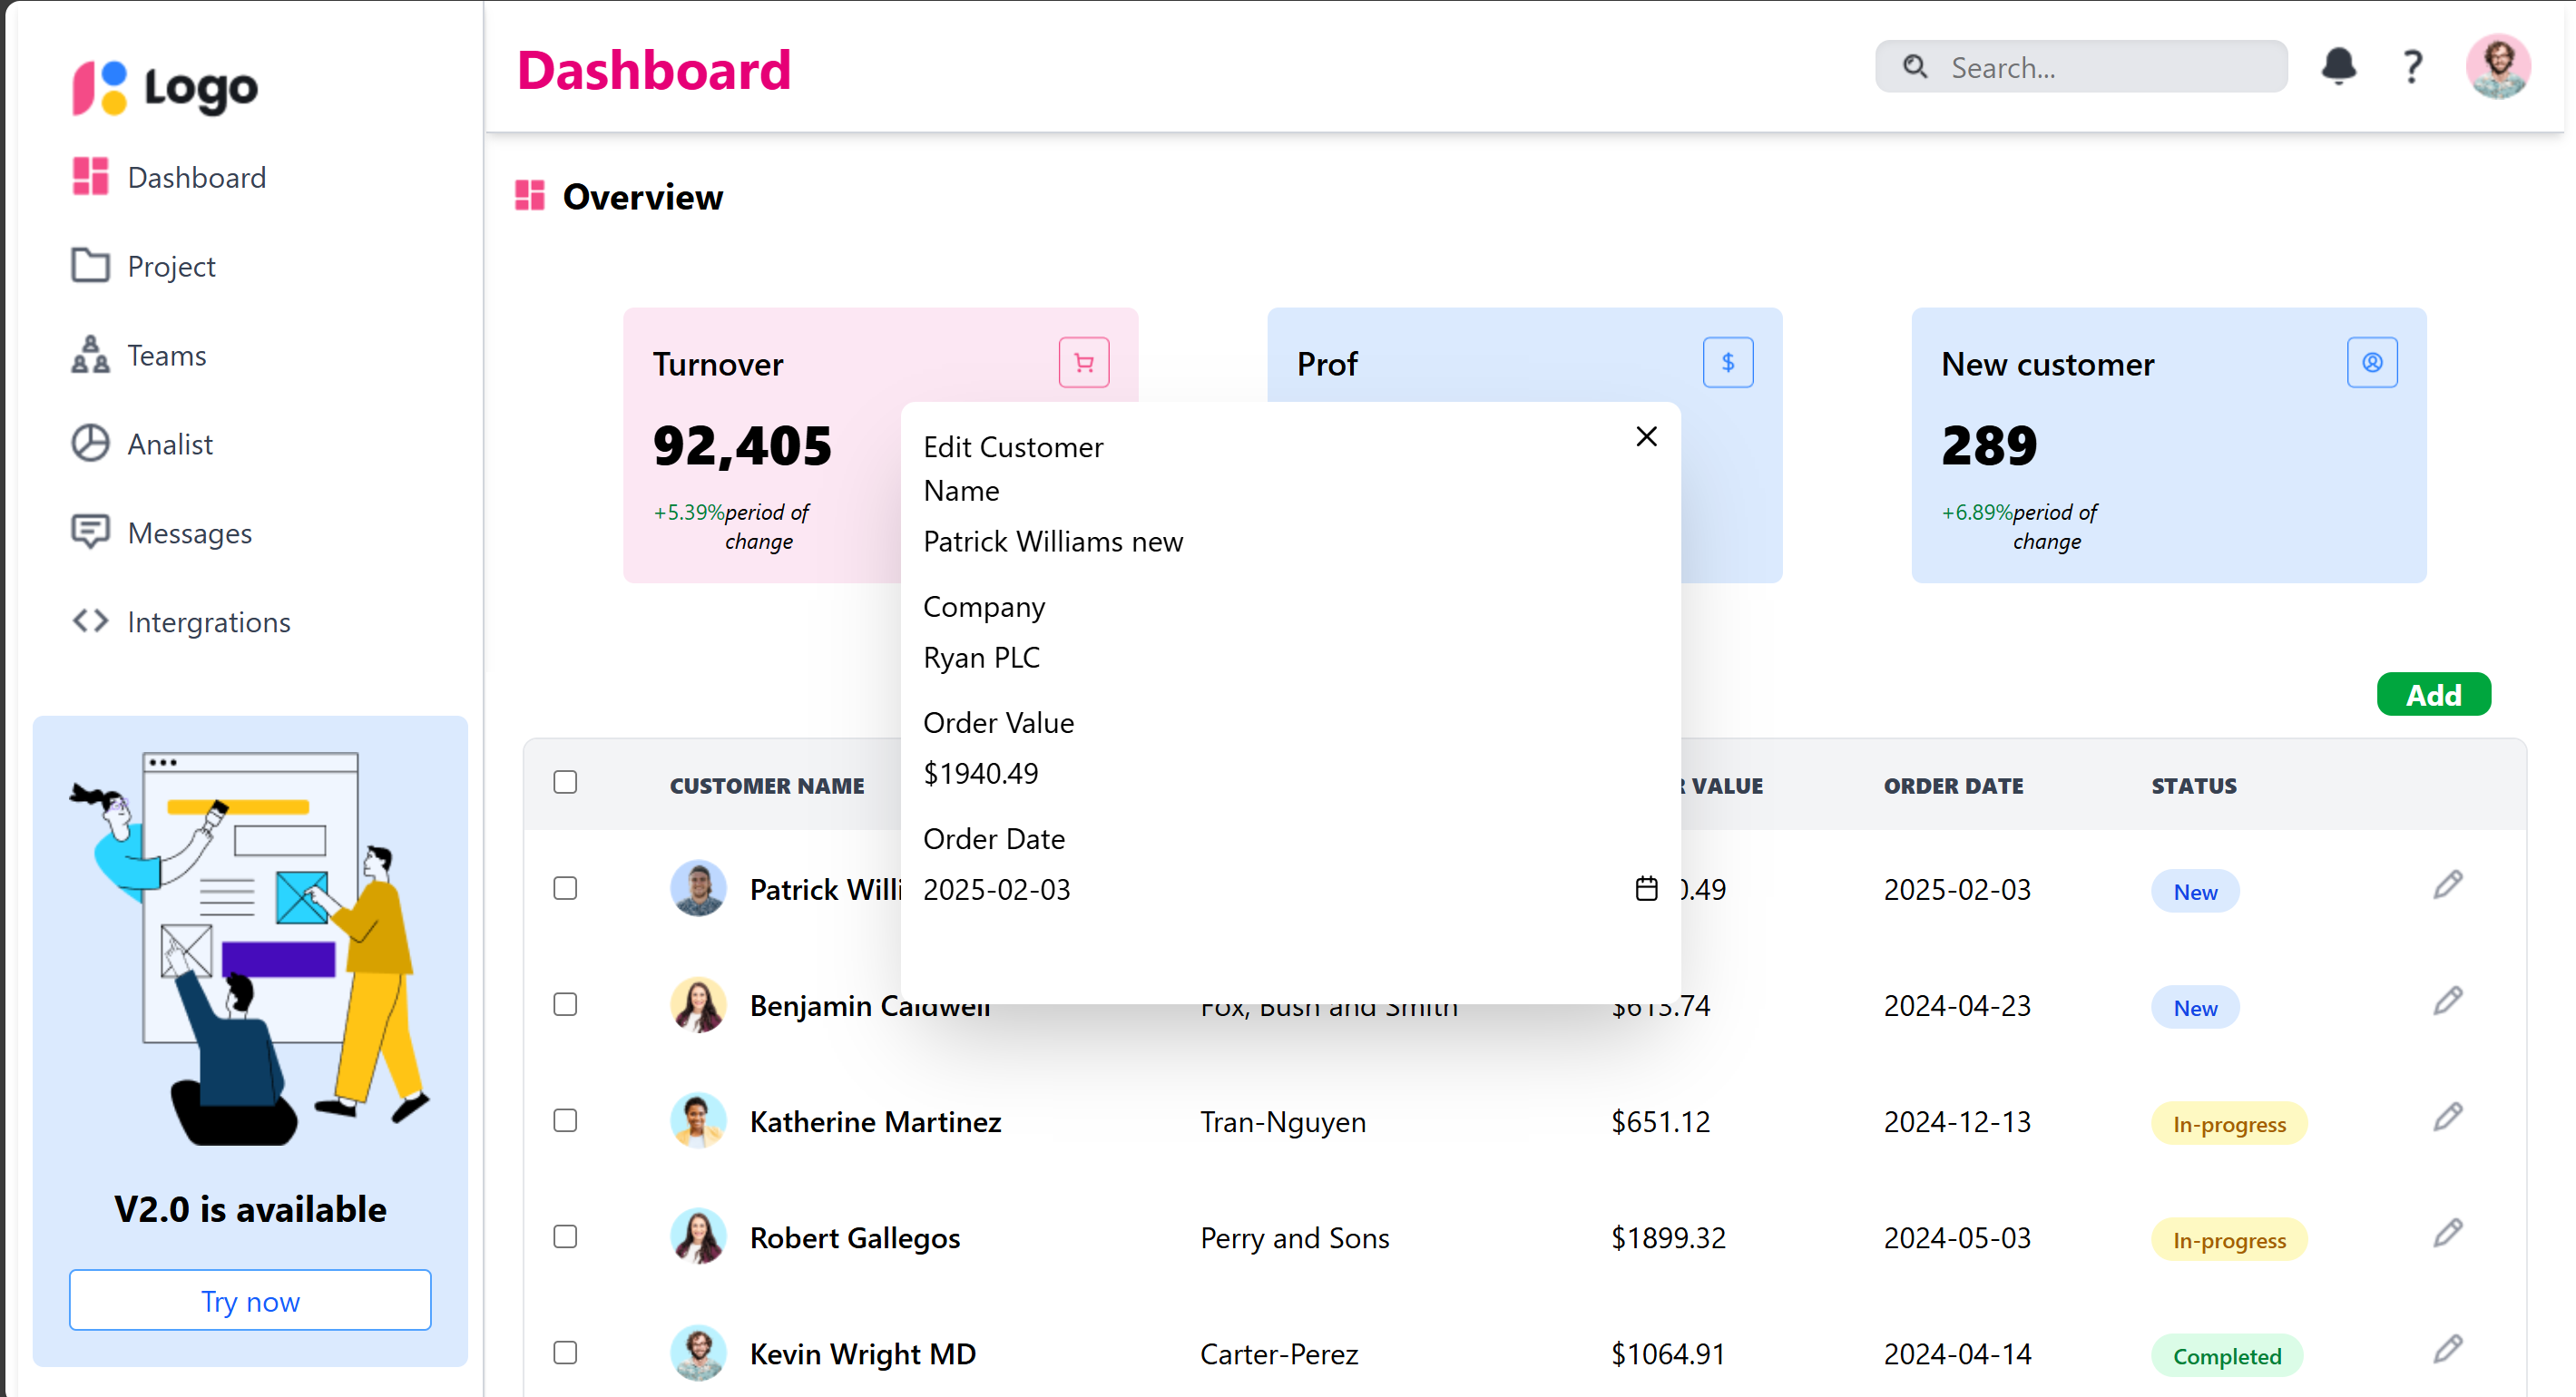 Logo
Dashboard
Project
Teams
Analist
Messages
Intergrations
V2.0 is available
Try now
Dashboard
Search...
?
Overview
Turnover
92,405
+5.39% period of
change
Prof
$
New customer
289
+6.89% period of
change
Edit Customer
Name
Patrick Williams new
Company
Ryan PLC
Order Value
$1940.49
Order Date
2025-02-03
Add
CUSTOMER NAME VALUE ORDER DATE STATUS
Patrick 2025-02-03 New
Benjamin Caldwell Fox, Bush and Smith $613.74 2024-04-23 New
Katherine Martinez Tran-Nguyen $651.12 2024-12-13 In-progress
Robert Gallegos Perry and Sons $1899.32 2024-05-03 In-progress
Kevin Wright MD Carter-Perez $1064.91 2024-04-14 Completed